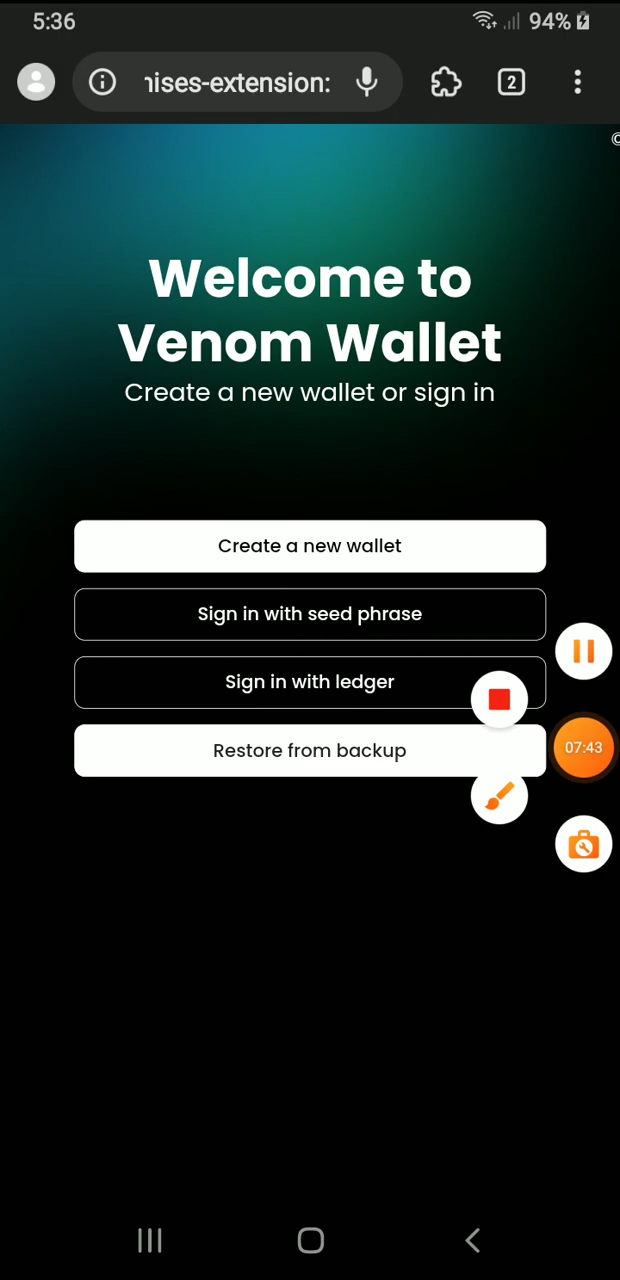 5:36
94%
nises-extension:
2
©
Welcome to
Venom Wallet
Create a new wallet or sign in
Create a new wallet
Sign in with seed phrase
Sign in with ledger
Restore from backup
07:43